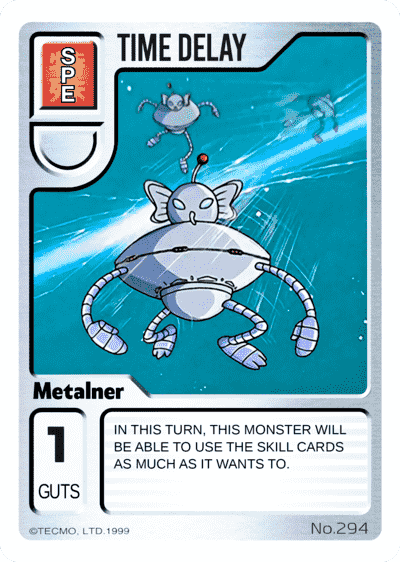 SPE
TIME DELAY
Metalner
1
GUTS
IN THIS TURN, THIS MONSTER WILL
BE ABLE TO USE THE SKILL CARDS
AS MUCH AS IT WANTS TO.
©TECMO, LTD.1999
No.294